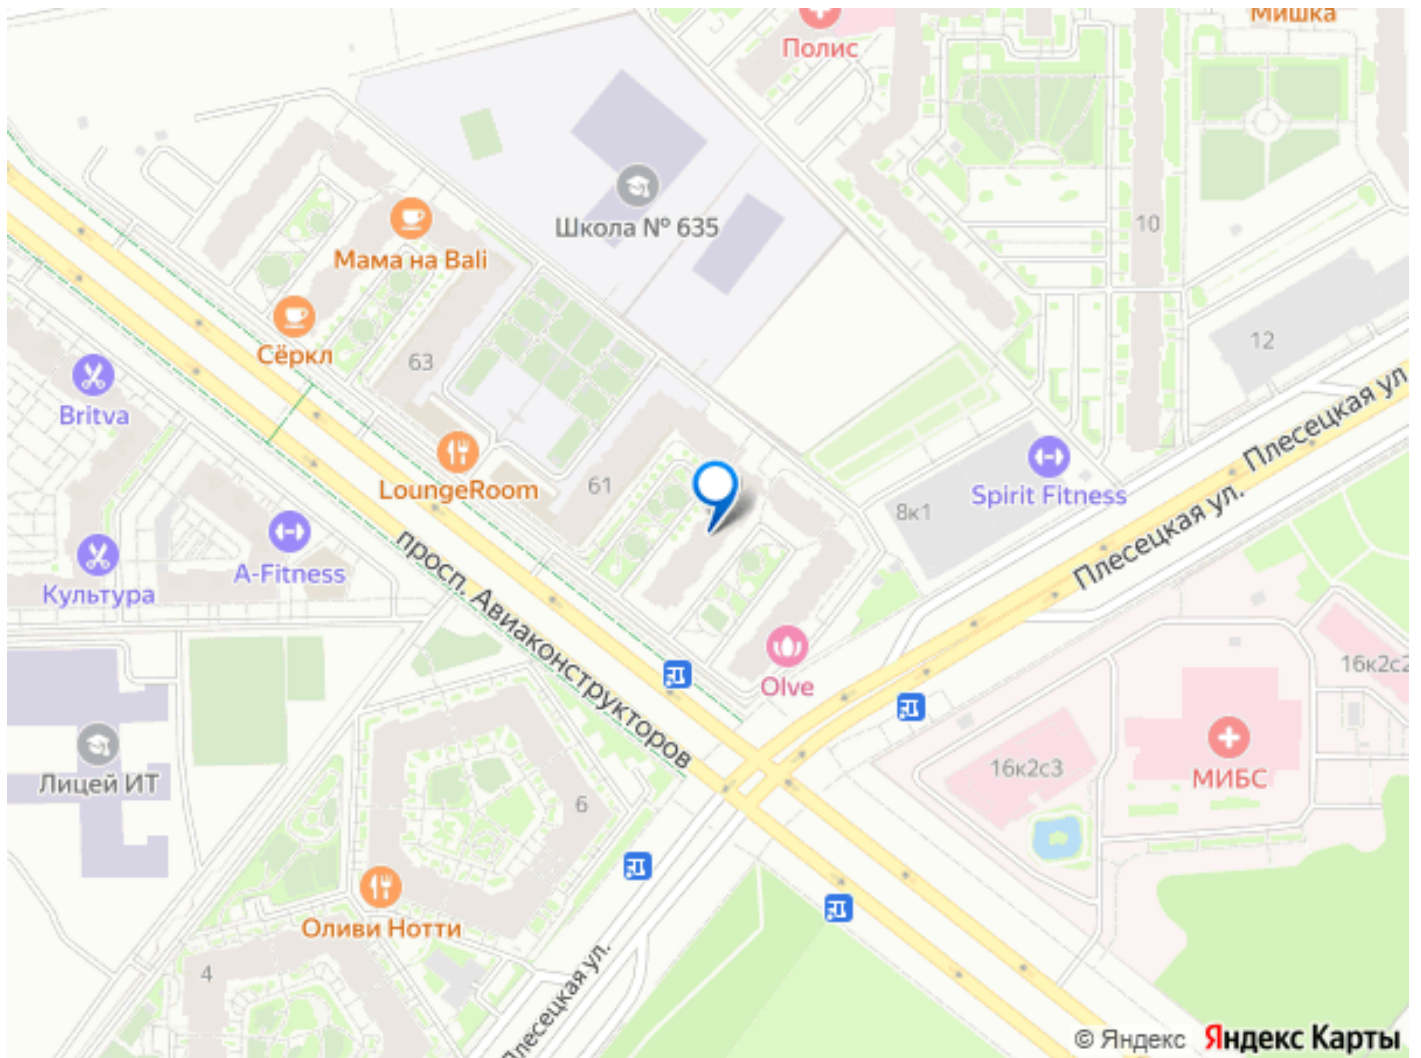 Мишка
Полис
Школа № 635
10
Мама на Bali
Сёркл
63
12
Britva
Плесецкая ул.
LoungeRoom
61
Spirit Fitness
8к1
Плесецкая ул.
A-Fitness
Культура
просп. Авиаконструкторов
Olve
16к2с2
Лицей ИТ
16к2с3
МИБС
6
Оливи Нотти
4
Плесецкая ул.
© Яндекс Яндекс Карты